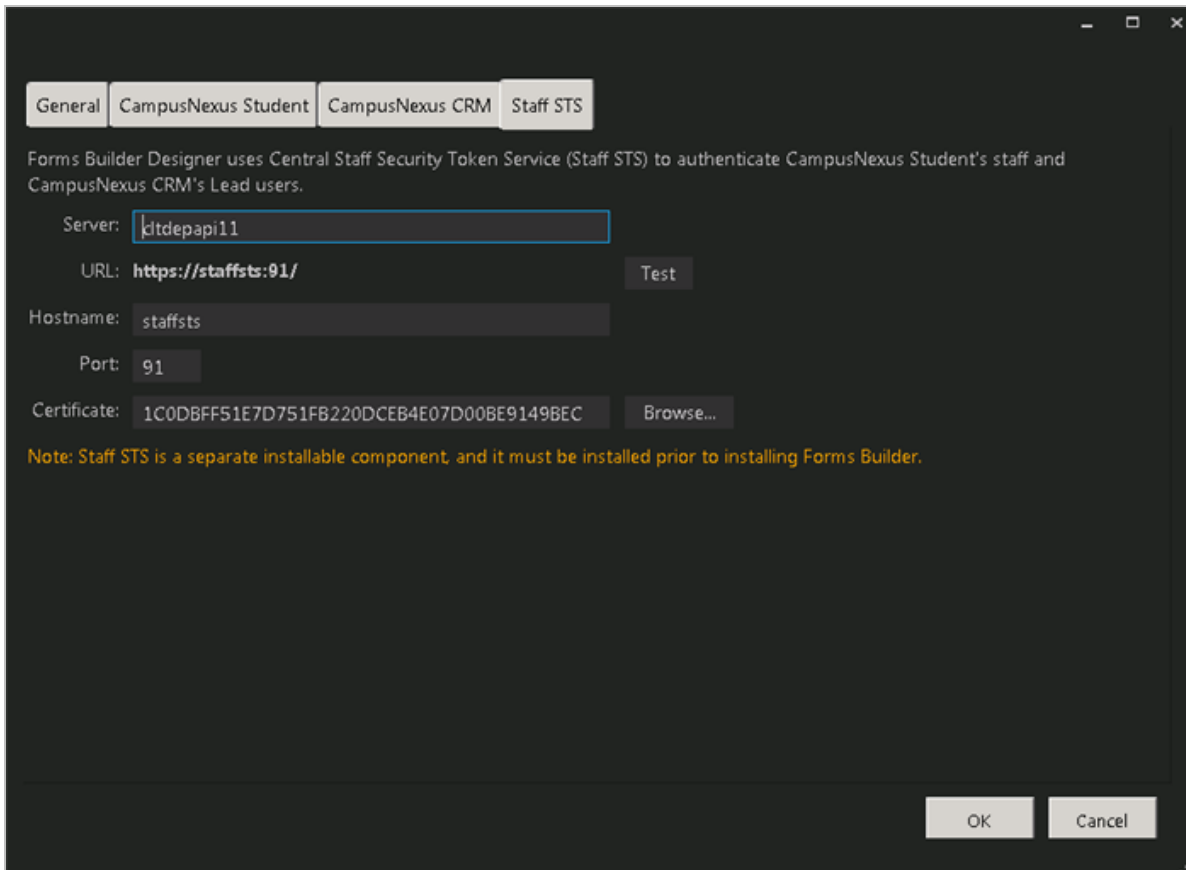 General
CampusNexus Student
CampusNexus CRM
Staff STS
Forms Builder Designer uses Central Staff Security Token Service (Staff STS) to authenticate CampusNexus Student's staff and
CampusNexus CRM's Lead users.
Server: cltdepapi11
URL: https://staffsts:91/ Test
Hostname: staffsts
Port: 91
Certificate: 1C0DBFF51E7D751FB220DCEB4E07D00BE9149BEC Browse...
Note: Staff STS is a separate installable component, and it must be installed prior to installing Forms Builder.
OK Cancel